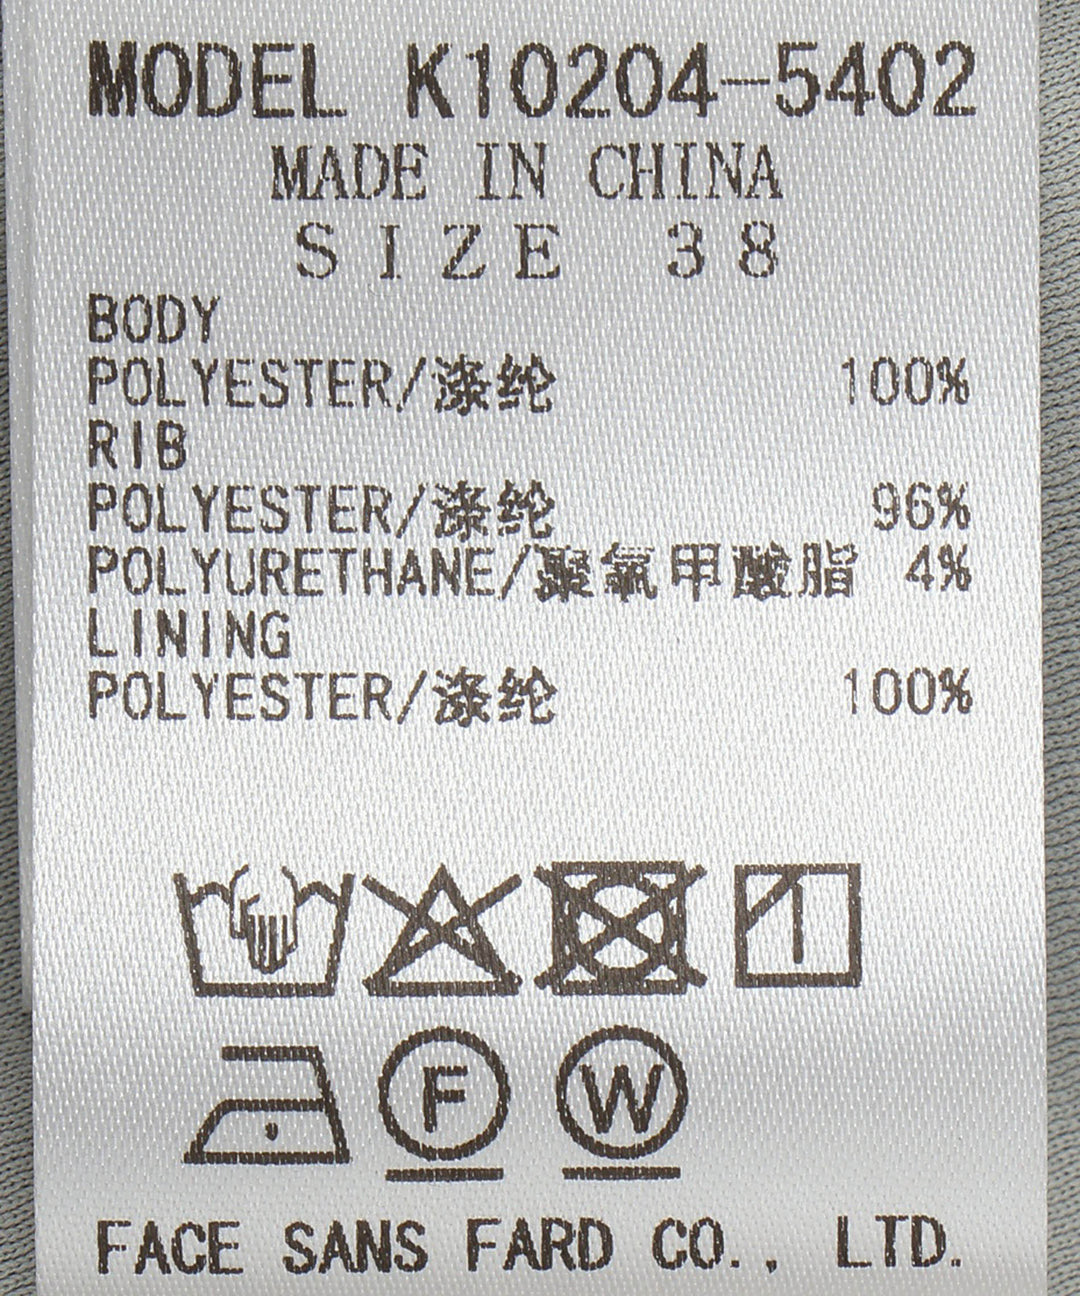 MODEL K10204-5402
MADE IN CHINA
SIZE 38
BODY
POLYESTER/涤纶 100%
RIB
POLYESTER/涤纶 96%
POLYURETHANE/聚氨甲酸脂 4%
LINING
POLYESTER/涤纶 100%
F W
FACE SANS FARD CO., LTD.